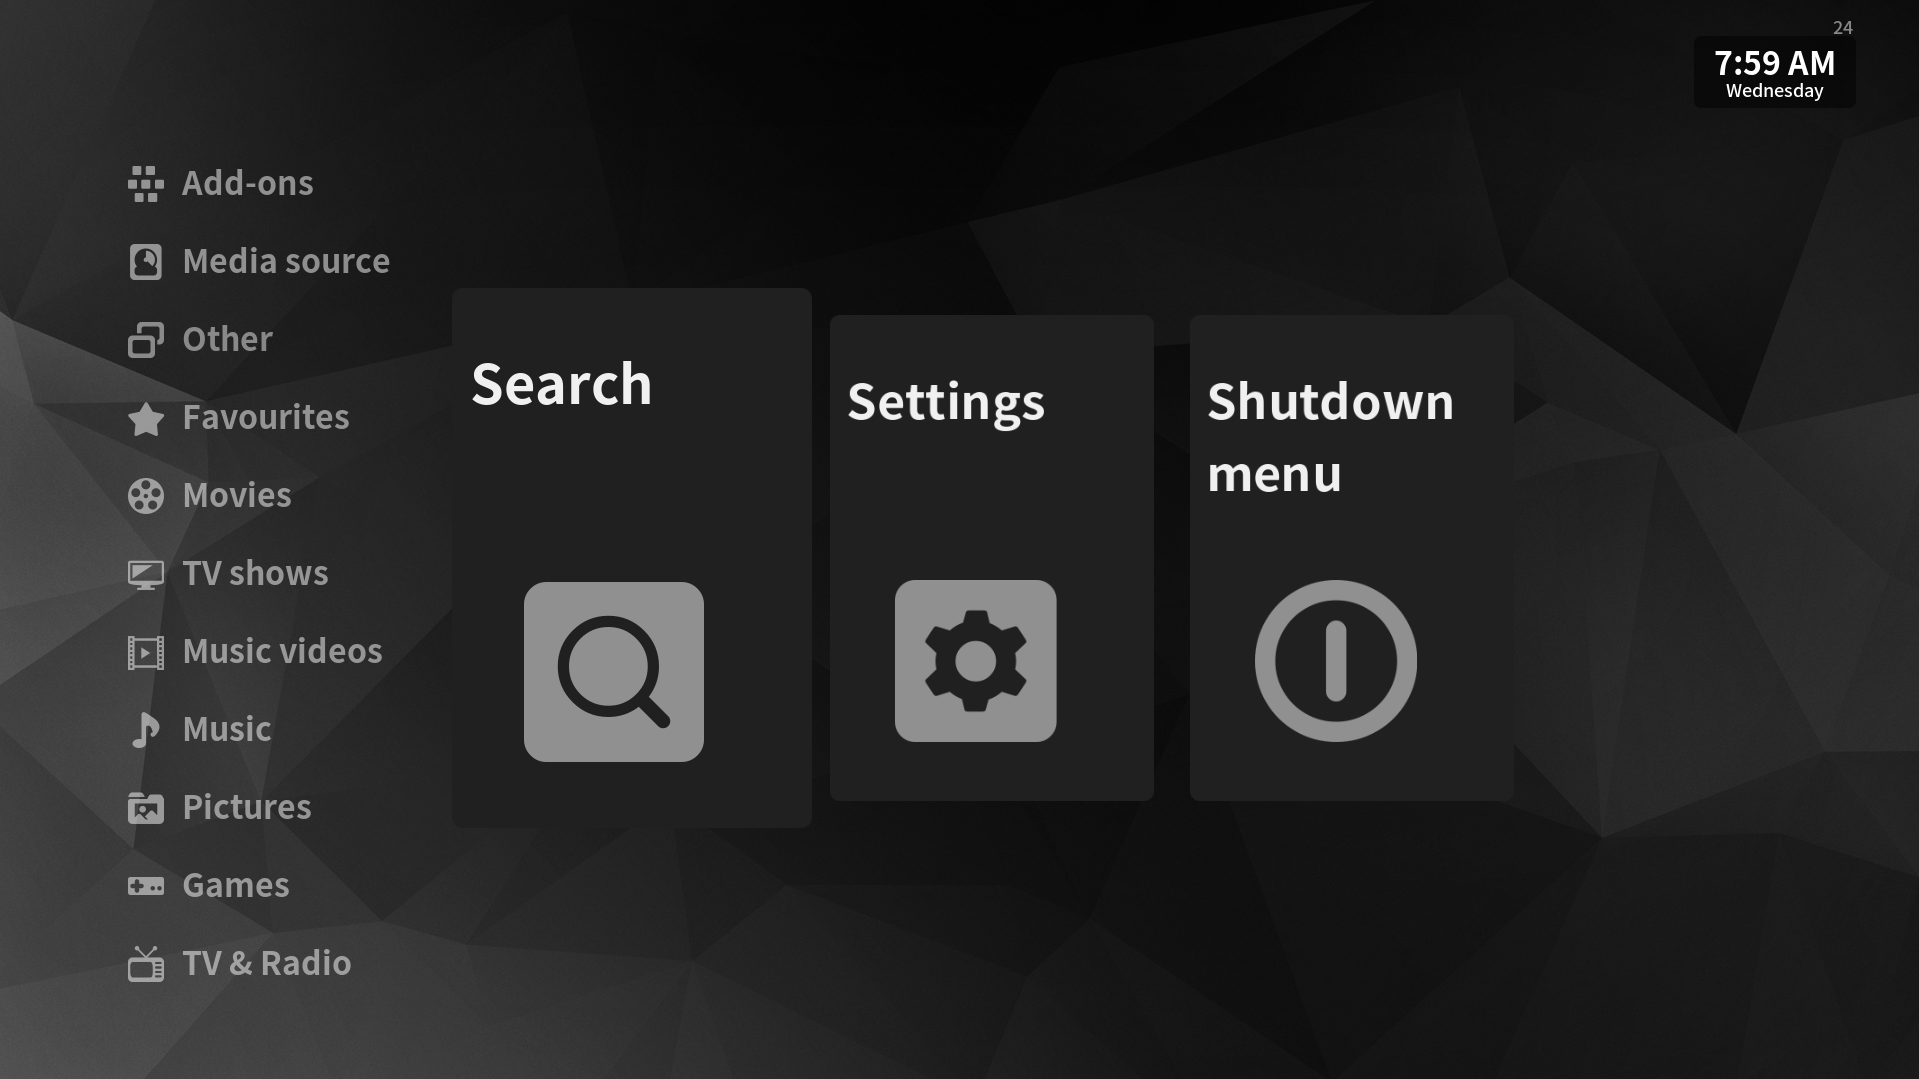 24
7:59 AM
Wednesday
Add-ons
Media source
Other
Favourites
Movies
TV shows
Music videos
Music
Pictures
Games
TV & Radio
Search
Settings
Shutdown
menu